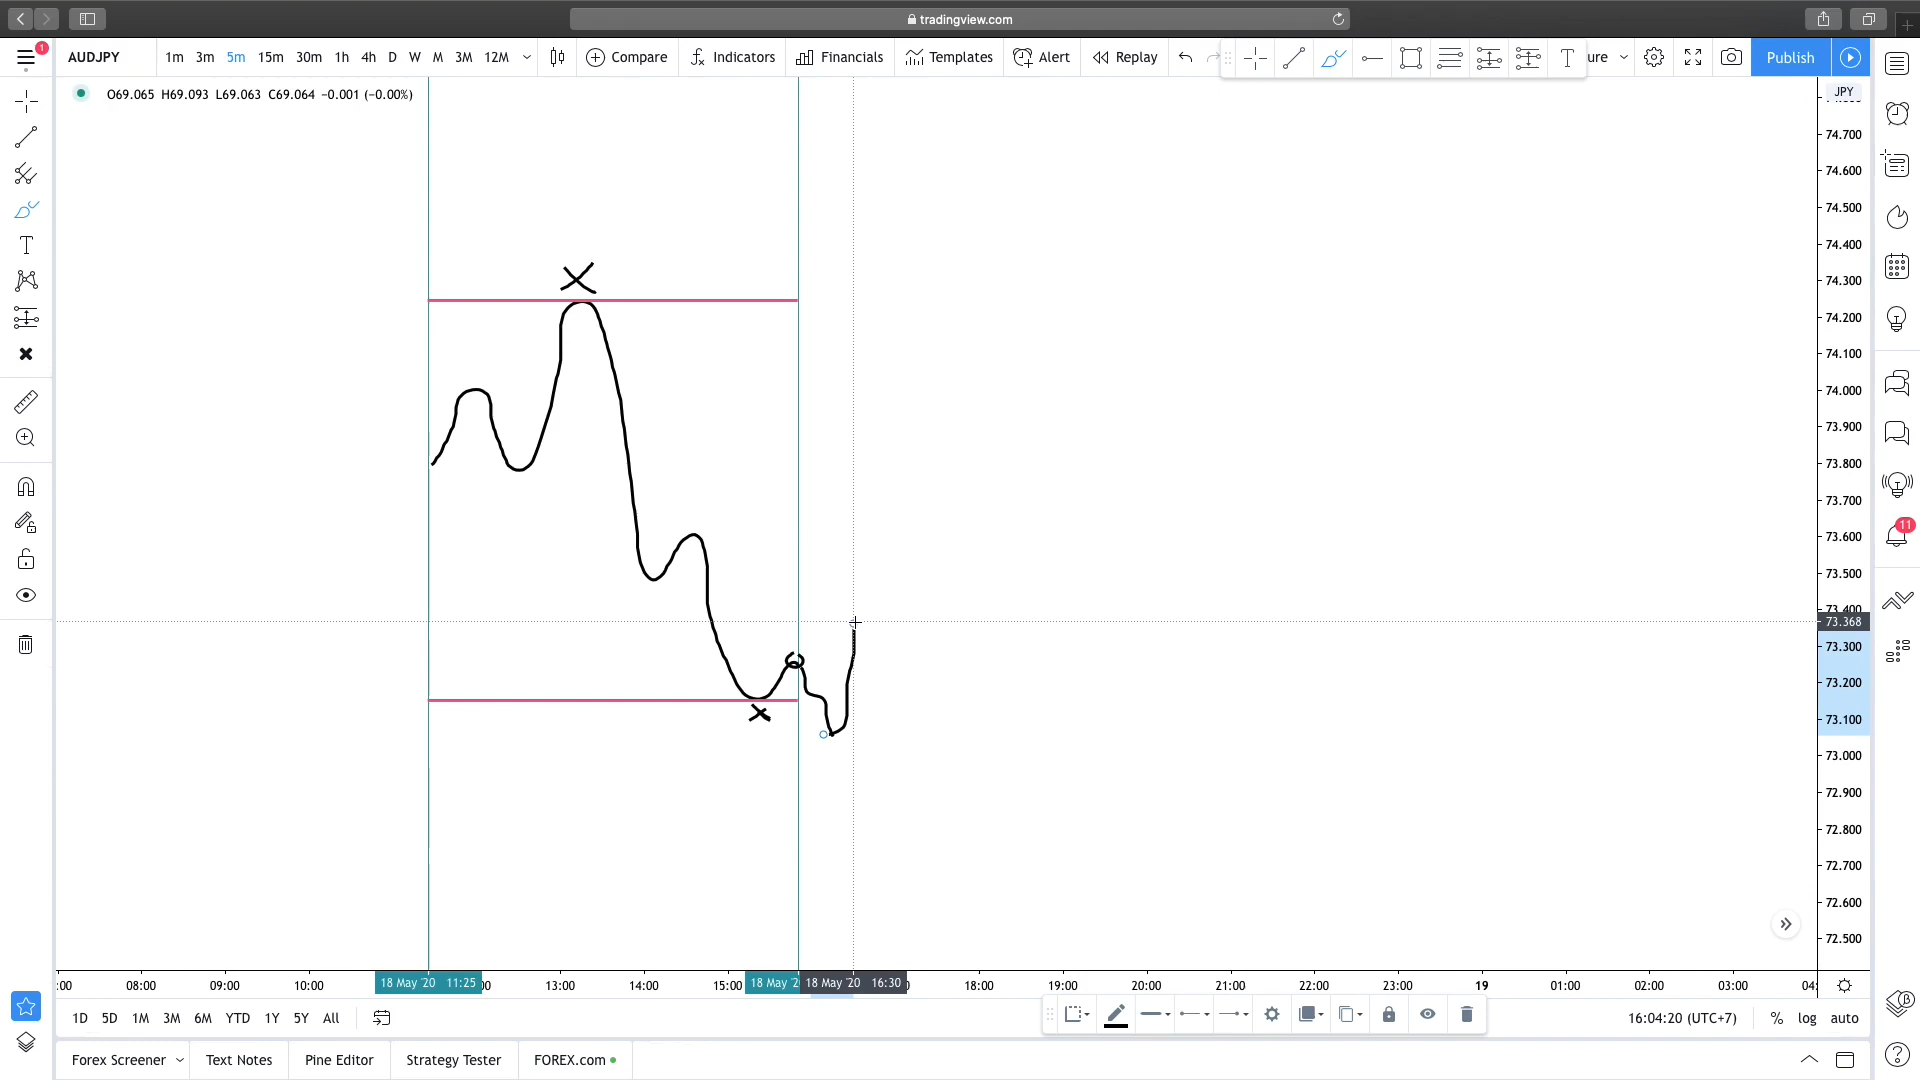 tradingview.com
1
AUDJPY
1m 3m 5m 15m 30m 1h 4h D W M 3M 12M
Compare
Indicators
Financials
Templates
Alert
Replay
T
ure
Publish
O69.065 H69.093 L69.063 C69.064 −0.001 (−0.00%)
JPY
74.700
74.600
74.500
74.400
74.300
74.200
74.100
74.000
73.900
73.800
73.700
73.600
73.500
73.400
73.368
73.300
73.200
73.100
73.000
72.900
72.800
72.700
72.600
72.500
11
:00 08:00 09:00 10:00 18 May '20 11:25 :00 13:00 14:00 15:00 18 May '2 18 May '20 16:30 18:00 19:00 20:00 21:00 22:00 23:00 19 01:00 02:00 03:00 04:
1D 5D 1M 3M 6M YTD 1Y 5Y All
16:04:20 (UTC+7) % log auto
Forex Screener Text Notes Pine Editor Strategy Tester FOREX.com